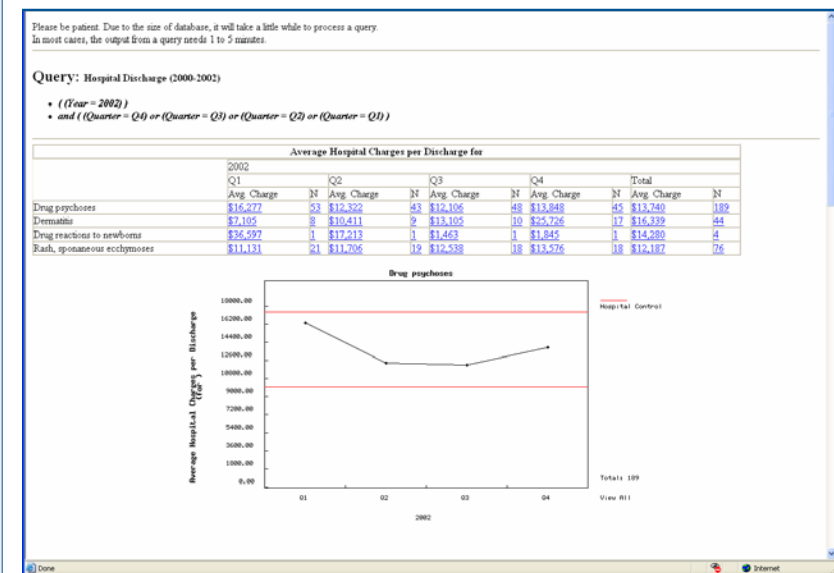 Please be patient. Due to the size of database, it will take a little while to process a query.
In most cases, the output from a query needs 1 to 5 minutes.
Query: Hospital Discharge (2000-2002)
• ( (Year = 2002) )
• and ( (Quarter = Q4) or (Quarter = Q3) or (Quarter = Q2) or (Quarter = Q1) )
Average Hospital Charges per Discharge for
2002
Q1 Q2 Q3 Q4 Total
Avg. Charge N Avg. Charge N Avg. Charge N Avg. Charge N Avg. Charge N
Drug psychoses $16,277 53 $12,322 43 $12,106 48 $13,848 45 $13,740 189
Dermatitis $7,105 8 $10,411 9 $13,105 10 $25,726 17 $16,339 44
Drug reactions to newborns $36,597 1 $17,213 1 $1,463 1 $1,845 1 $14,280 4
Rash, sponaneous ecchymoses $11,131 21 $11,706 19 $12,538 18 $13,576 18 $12,187 76
Drug psychoses
Average Hospital Charges per Discharge
(for )
18000.00
16200.00
14400.00
12600.00
10800.00
9000.00
7200.00
5400.00
3600.00
1800.00
0.00
Q1 Q2 Q3 Q4
2002
Hospital Control
Total: 189
View All
Done
Internet